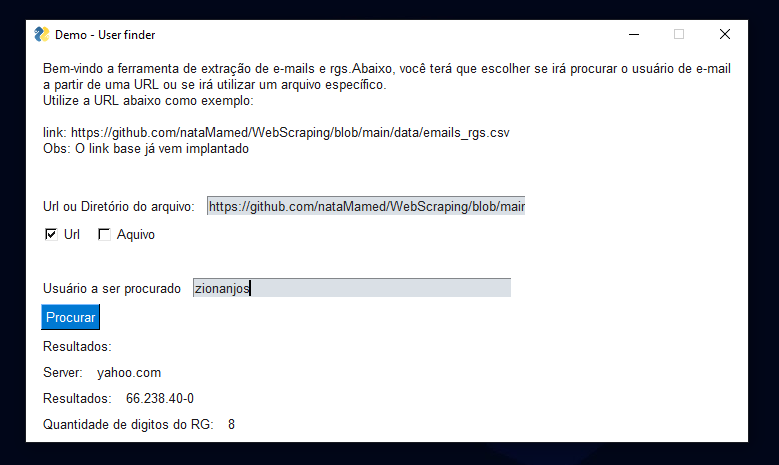 Demo - User finder
Bem-vindo a ferramenta de extração de e-mails e rgs.Abaixo, você terá que escolher se irá procurar o usuário de e-mail
a partir de uma URL ou se irá utilizar um arquivo específico.
Utilize a URL abaixo como exemplo:
link: https://github.com/nataMamed/WebScraping/blob/main/data/emails_rgs.csv
Obs: O link base já vem implantado
Url ou Diretório do arquivo: https://github.com/nataMamed/WebScraping/blob/mair
Url Aquivo
Usuário a ser procurado zionanjos
Procurar
Resultados:
Server: yahoo.com
Resultados: 66.238.40-0
Quantidade de digitos do RG: 8